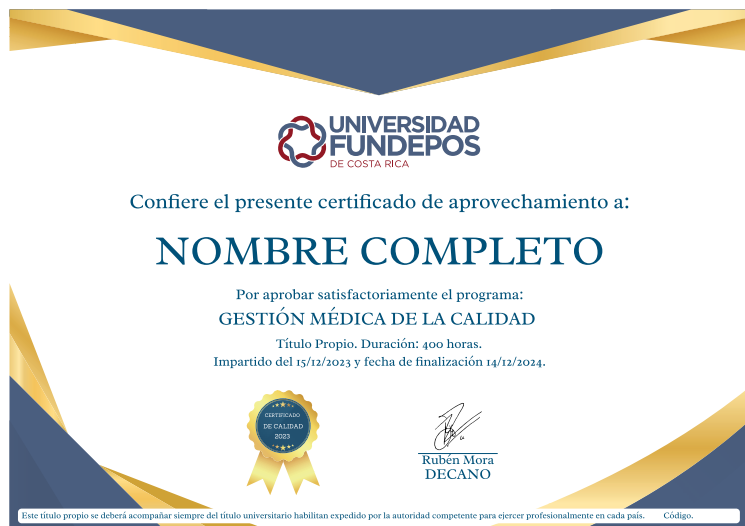 UNIVERSIDAD
FUNDEPOS
DE COSTA RICA
Confiere el presente certificado de aprovechamiento a:
NOMBRE COMPLETO
Por aprobar satisfactoriamente el programa:
GESTIÓN MÉDICA DE LA CALIDAD
Título Propio. Duración: 400 horas.
Impartido del 15/12/2023 y fecha de finalización 14/12/2024.
CERTIFICADO
DE CALIDAD
2023
Rubén Mora
DECANO
Este titulo propio se deberá acompañar siempre del título universitario habilitan expedido por la autoridad competente para ejercer profesionalmente en cada país. Código.